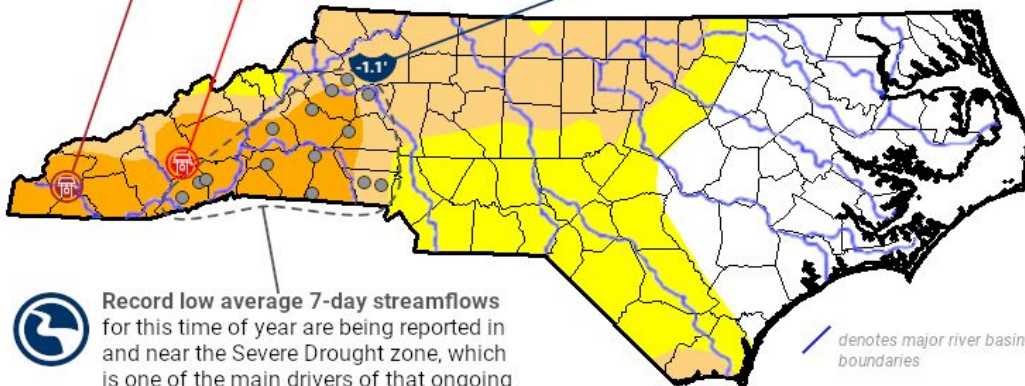 -1.1'
Record low average 7-day streamflows
for this time of year are being reported in
and near the Severe Drought zone, which
is one of the main drivers of that ongoing
denotes major river basin
boundaries